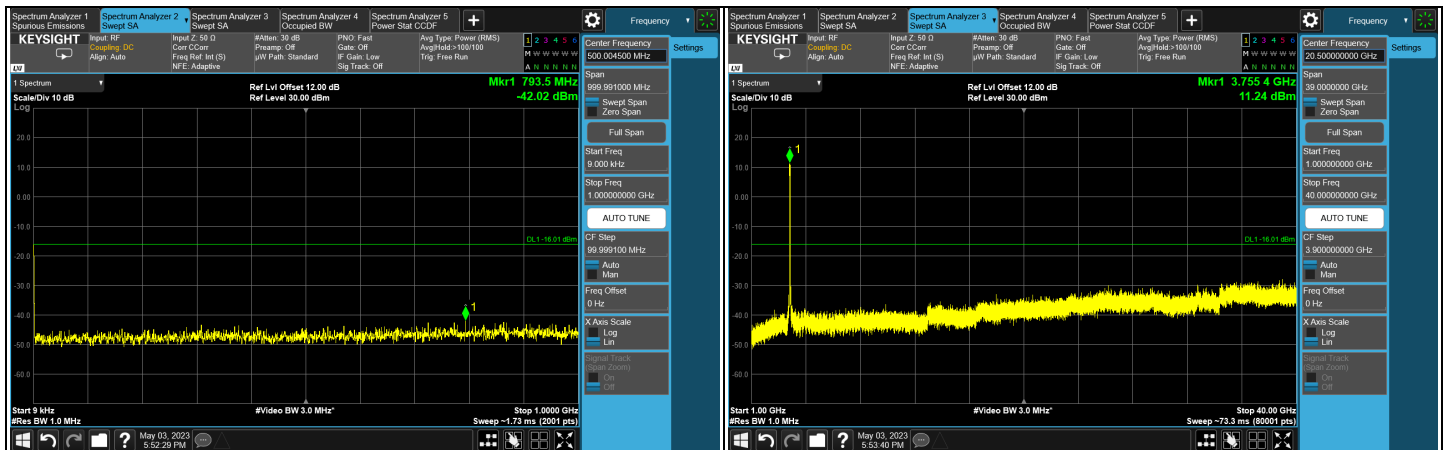 Spectrum Analyzer 1
Spurious Emissions
Spectrum Analyzer 2
Swept SA
Spectrum Analyzer 3
Swept SA
Spectrum Analyzer 4
Occupied BW
Spectrum Analyzer 5
Power Stat CCDF
+
Frequency
KEYSIGHT
LXI
Input: RF
Coupling: DC
Align: Auto
Input Z: 50 Ω
Corr CCorr
Freq Ref: Int (S)
NFE: Adaptive
#Atten: 30 dB
Preamp: Off
µW Path: Standard
PNO: Fast
Gate: Off
IF Gain: Low
Sig Track: Off
Avg Type: Power (RMS)
Avg|Hold:>100/100
Trig: Free Run
1 2 3 4 5 6
M W W W W W
A N N N N N
1 Spectrum
Scale/Div 10 dB
Log
Ref Lvl Offset 12.00 dB
Ref Level 30.00 dBm
Mkr1 793.5 MHz
-42.02 dBm
20.0
10.0
0.00
-10.0
-20.0
-30.0
-40.0
-50.0
-60.0
DL1 -16.01 dBm
1
Start 9 kHz
#Res BW 1.0 MHz
#Video BW 3.0 MHz*
Stop 1.0000 GHz
Sweep ~1.73 ms (2001 pts)
Center Frequency
500.004500 MHz
Settings
Span
999.991000 MHz
Swept Span
Zero Span
Full Span
Start Freq
9.000 kHz
Stop Freq
1.000000000 GHz
AUTO TUNE
CF Step
99.999100 MHz
Auto
Man
Freq Offset
0 Hz
X Axis Scale
Log
Lin
Signal Track
(Span Zoom)
On
Off
?
May 03, 2023
5:52:29 PM
Spectrum Analyzer 1
Spurious Emissions
Spectrum Analyzer 2
Swept SA
Spectrum Analyzer 3
Swept SA
Spectrum Analyzer 4
Occupied BW
Spectrum Analyzer 5
Power Stat CCDF
+
Frequency
KEYSIGHT
LXI
Input: RF
Coupling: DC
Align: Auto
Input Z: 50 Ω
Corr CCorr
Freq Ref: Int (S)
NFE: Adaptive
#Atten: 30 dB
Preamp: Off
µW Path: Standard
PNO: Fast
Gate: Off
IF Gain: Low
Sig Track: Off
Avg Type: Power (RMS)
Avg|Hold:>100/100
Trig: Free Run
1 2 3 4 5 6
M W W W W W
A N N N N N
1 Spectrum
Scale/Div 10 dB
Log
Ref Lvl Offset 12.00 dB
Ref Level 30.00 dBm
Mkr1 3.755 4 GHz
11.24 dBm
20.0
10.0
0.00
-10.0
-20.0
-30.0
-40.0
-50.0
-60.0
DL1 -16.01 dBm
1
Start 1.00 GHz
#Res BW 1.0 MHz
#Video BW 3.0 MHz*
Stop 40.00 GHz
Sweep ~73.3 ms (80001 pts)
Center Frequency
20.500000000 GHz
Settings
Span
39.0000000 GHz
Swept Span
Zero Span
Full Span
Start Freq
1.000000000 GHz
Stop Freq
40.000000000 GHz
AUTO TUNE
CF Step
3.900000000 GHz
Auto
Man
Freq Offset
0 Hz
X Axis Scale
Log
Lin
Signal Track
(Span Zoom)
On
Off
?
May 03, 2023
5:53:40 PM